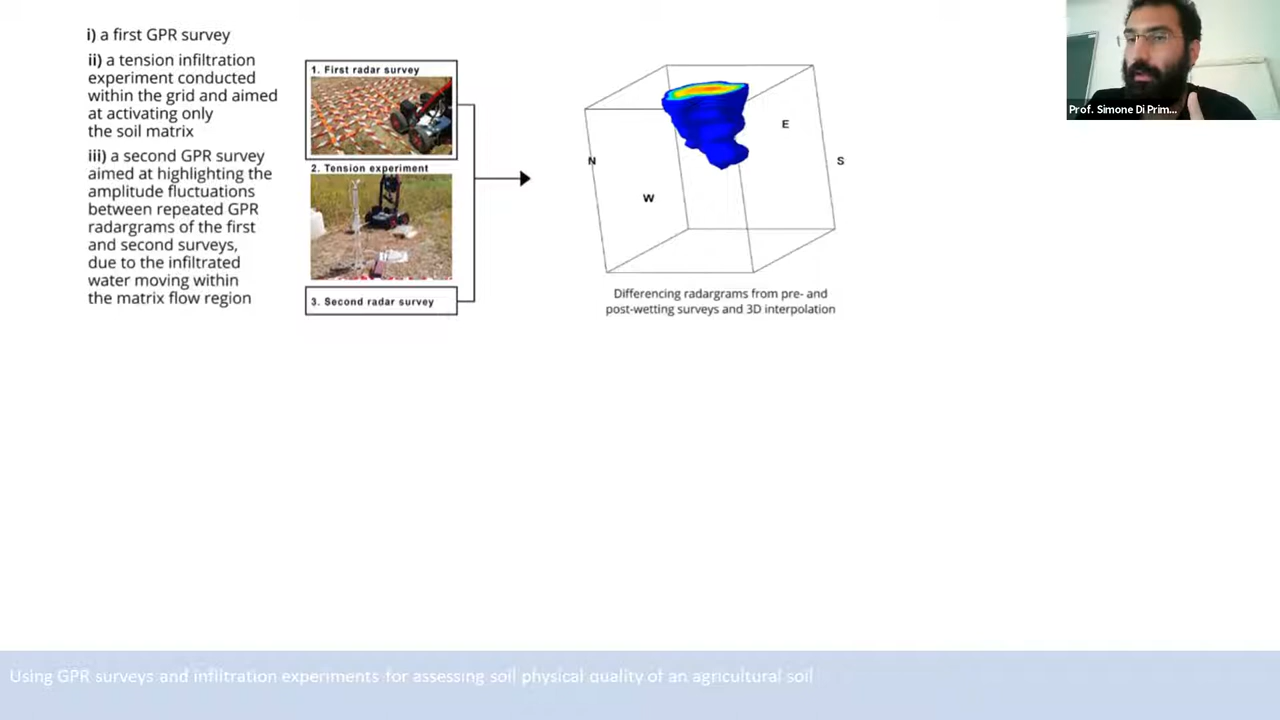 i) a first GPR survey
ii) a tension infiltration
experiment conducted
within the grid and aimed
at activating only
the soil matrix
iii) a second GPR survey
aimed at highlighting the
amplitude fluctuations
between repeated GPR
radargrams of the first
and second surveys,
due to the infiltrated
water moving within
the matrix flow region
1. First radar survey
2. Tension experiment
3. Second radar survey
N
W
E
S
Differencing radargrams from pre- and
post-wetting surveys and 3D interpolation
Prof. Simone Di Prim...
Using GPR surveys and infiltration experiments for assessing soil physical quality of an agricultural soil